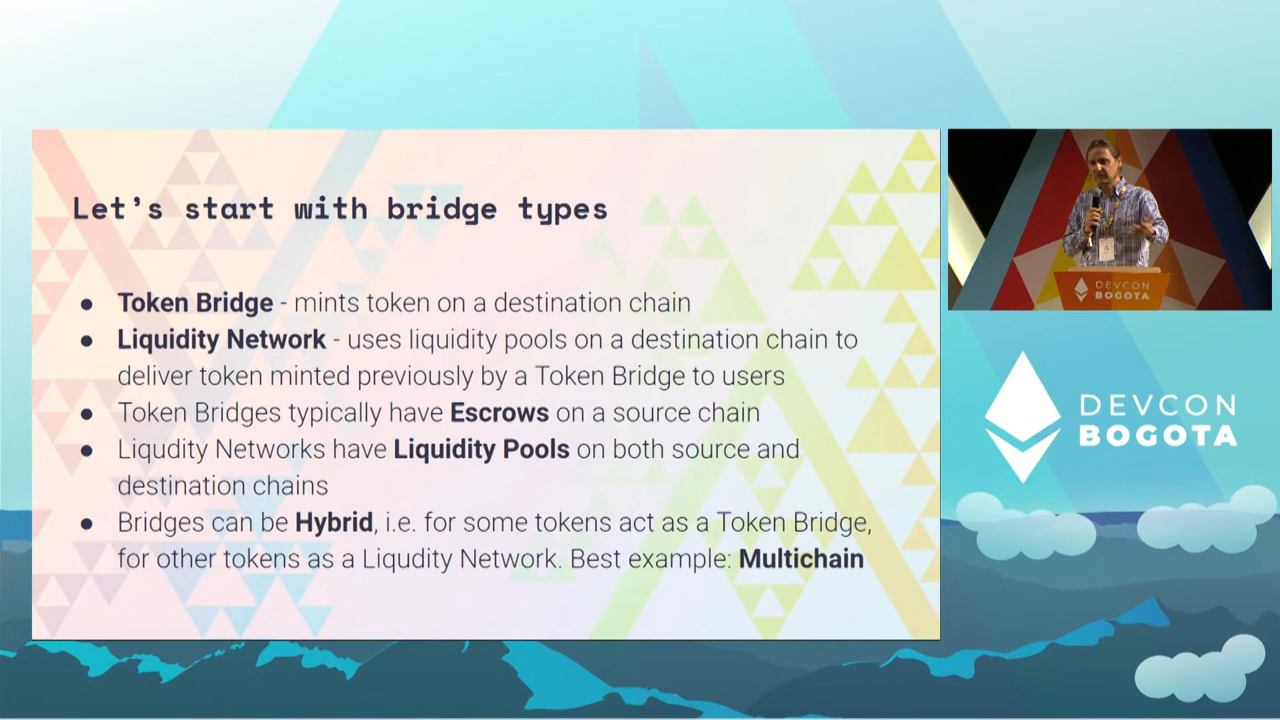 Let's start with bridge types
● Token Bridge - mints token on a destination chain
● Liquidity Network - uses liquidity pools on a destination chain to
deliver token minted previously by a Token Bridge to users
● Token Bridges typically have Escrows on a source chain
● Liqudity Networks have Liquidity Pools on both source and
destination chains
● Bridges can be Hybrid, i.e. for some tokens act as a Token Bridge,
for other tokens as a Liqudity Network. Best example: Multichain
DEVCON
BOGOTA
DEVCON
BOGOTA